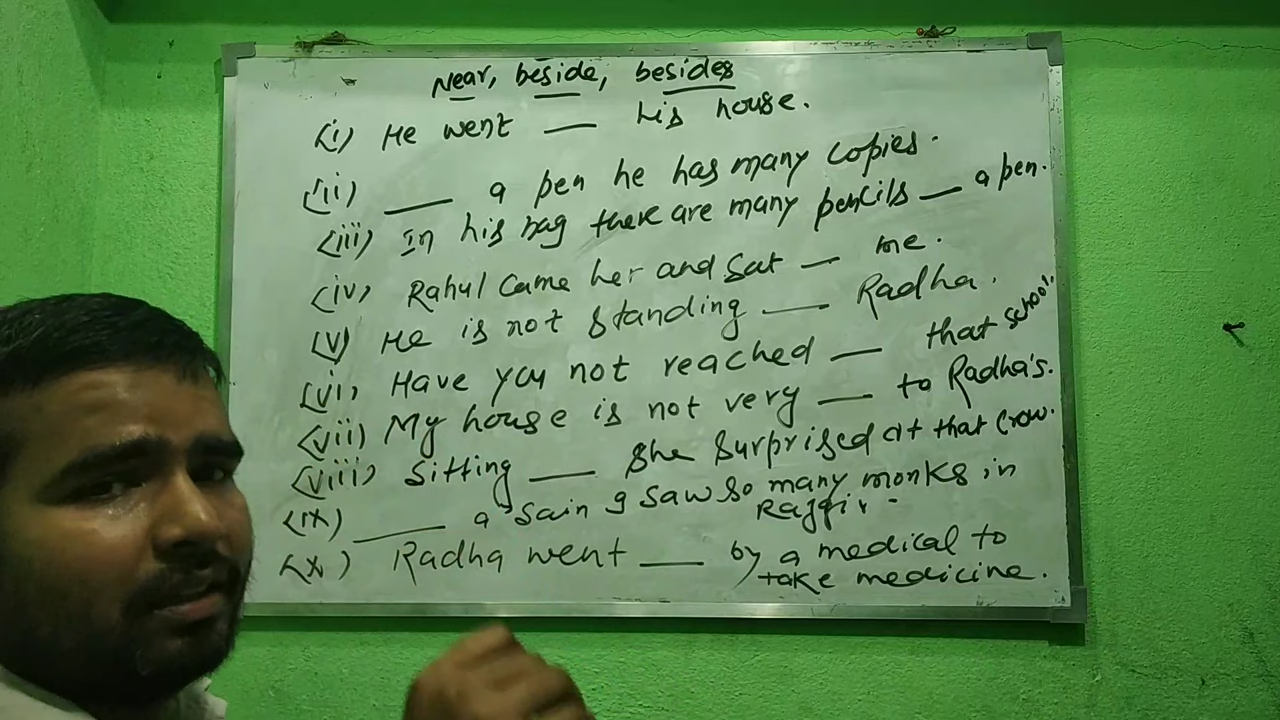 Near, beside, besides
(i) He went ___ his house.
(ii) ___ a pen he has many copies.
(iii) In his bag there are many pencils ___ a pen.
(iv) Rahul came her and sat ___ me.
(v) He is not standing ___ Radha.
(vi) Have you not reached ___ that school.
(vii) My house is not very ___ to Radha's.
(viii) Sitting ___ she surprised at that crow.
(ix) ___ a sain I saw so many monks in
Rajgir.
(x) Radha went ___ by a medical to
take medicine.